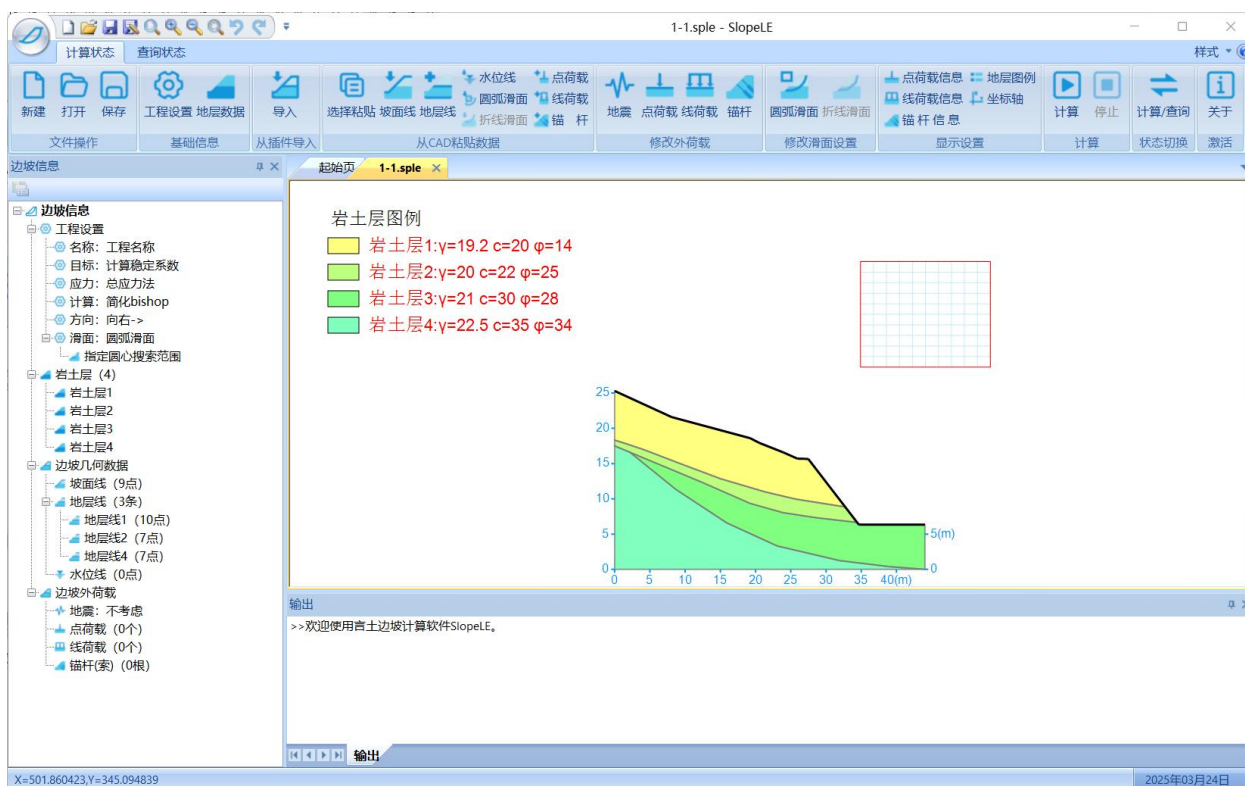 1-1.sple - SlopeLE
计算状态 查询状态 样式
新建 打开 保存 工程设置 地层数据 导入 选择粘贴 坡面线 地层线 水位线 圆弧滑面 折线滑面 点荷载 线荷载 锚 杆 地震 点荷载 线荷载 锚杆 圆弧滑面 折线滑面 点荷载信息 线荷载信息 锚杆信息 地层图例 坐标轴 计算 停止 计算/查询 关于
文件操作 基础信息 从插件导入 从CAD粘贴数据 修改外荷载 修改滑面设置 显示设置 计算 状态切换 激活
边坡信息
起始页 1-1.sple
边坡信息
工程设置
名称：工程名称
目标：计算稳定系数
应力：总应力法
计算：简化bishop
方向：向右->
滑面：圆弧滑面
指定圆心搜索范围
岩土层 (4)
岩土层1
岩土层2
岩土层3
岩土层4
边坡几何数据
坡面线 (9点)
地层线 (3条)
地层线1 (10点)
地层线2 (7点)
地层线4 (7点)
水位线 (0点)
边坡外荷载
地震：不考虑
点荷载 (0个)
线荷载 (0个)
锚杆(索) (0根)
岩土层图例
岩土层1:γ=19.2 c=20 φ=14
岩土层2:γ=20 c=22 φ=25
岩土层3:γ=21 c=30 φ=28
岩土层4:γ=22.5 c=35 φ=34
25
20
15
10
5 5(m)
0 0
0 5 10 15 20 25 30 35 40(m)
输出
>>欢迎使用言土边坡计算软件SlopeLE。
输出
X=501.860423,Y=345.094839 2025年03月24日